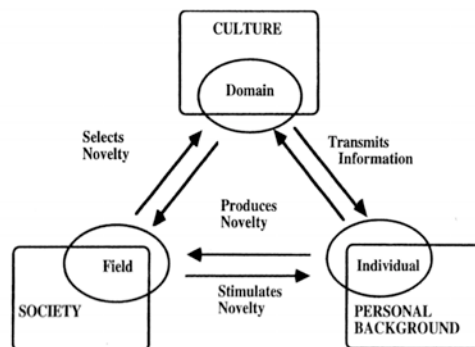 CULTURE
Domain
Selects
Novelty
Transmits
Information
Produces
Novelty
Field
Individual
Stimulates
Novelty
SOCIETY
PERSONAL
BACKGROUND